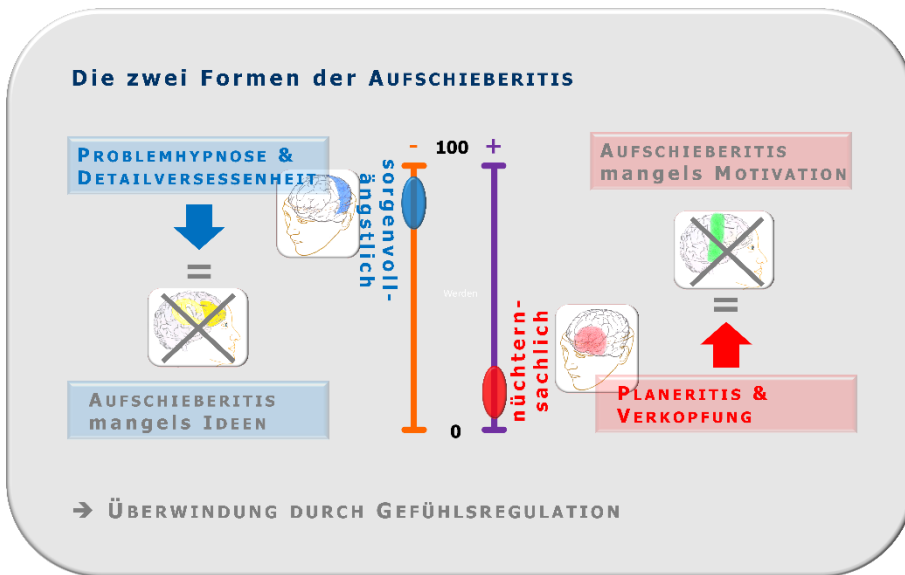 Die zwei Formen der AUFSCHIEBERITIS
PROBLEMHYPNOSE &
DETAILVERSESSENHEIT
AUFSCHIEBERITIS
mangels IDEEN
- 100 +
sorgenvoll-
ängstlich
Werden
nüchtern-
sachlich
0
AUFSCHIEBERITIS
mangels MOTIVATION
PLANERITIS &
VERKOPFUNG
=
=
→ ÜBERWINDUNG DURCH GEFÜHLSREGULATION